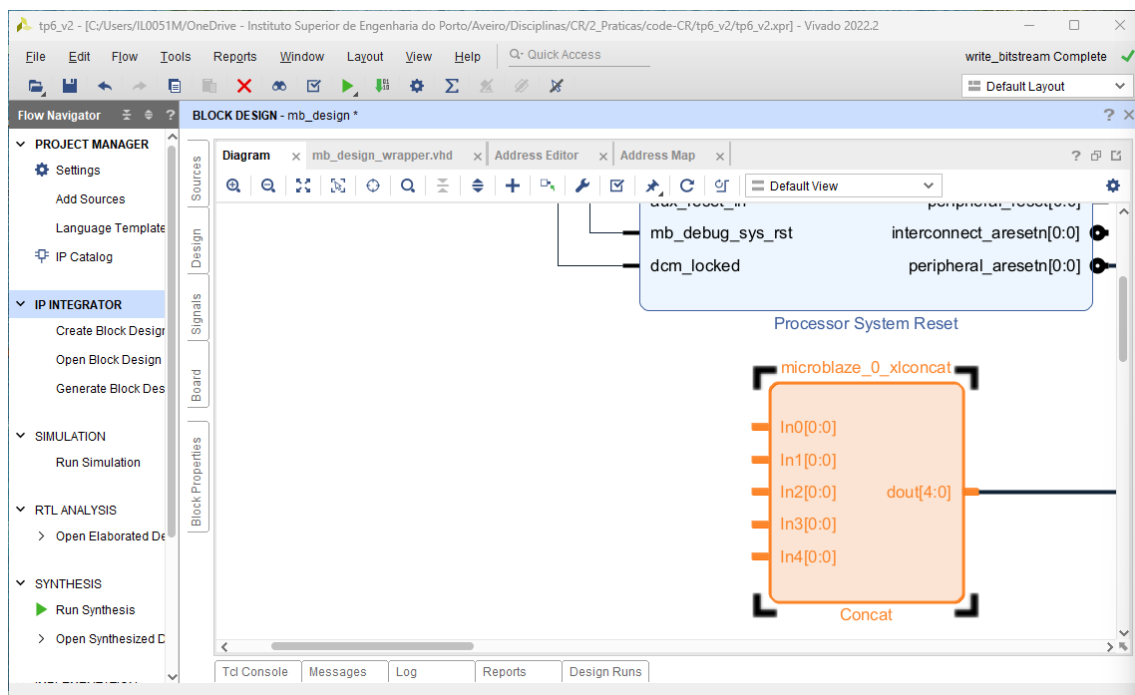 tp6_v2 - [C:/Users/IL0051M/OneDrive - Instituto Superior de Engenharia do Porto/Aveiro/Disciplinas/CR/2_Praticas/code-CR/tp6_v2/tp6_v2.xpr] - Vivado 2022.2
File Edit Flow Tools Reports Window Layout View Help Q- Quick Access write_bitstream Complete
Default Layout
Flow Navigator ? BLOCK DESIGN - mb_design * ?
PROJECT MANAGER
Settings
Add Sources
Language Template
IP Catalog
IP INTEGRATOR
Create Block Desigr
Open Block Design
Generate Block Des
SIMULATION
Run Simulation
RTL ANALYSIS
Open Elaborated De
SYNTHESIS
Run Synthesis
Open Synthesized D
Sources
Design
Signals
Board
Block Properties
Diagram mb_design_wrapper.vhd Address Editor Address Map ?
Default View
aux_reset_in peripheral_reset[0:0]
mb_debug_sys_rst interconnect_aresetn[0:0]
dcm_locked peripheral_aresetn[0:0]
Processor System Reset
microblaze_0_xlconcat
In0[0:0]
In1[0:0]
In2[0:0] dout[4:0]
In3[0:0]
In4[0:0]
Concat
Tcl Console Messages Log Reports Design Runs